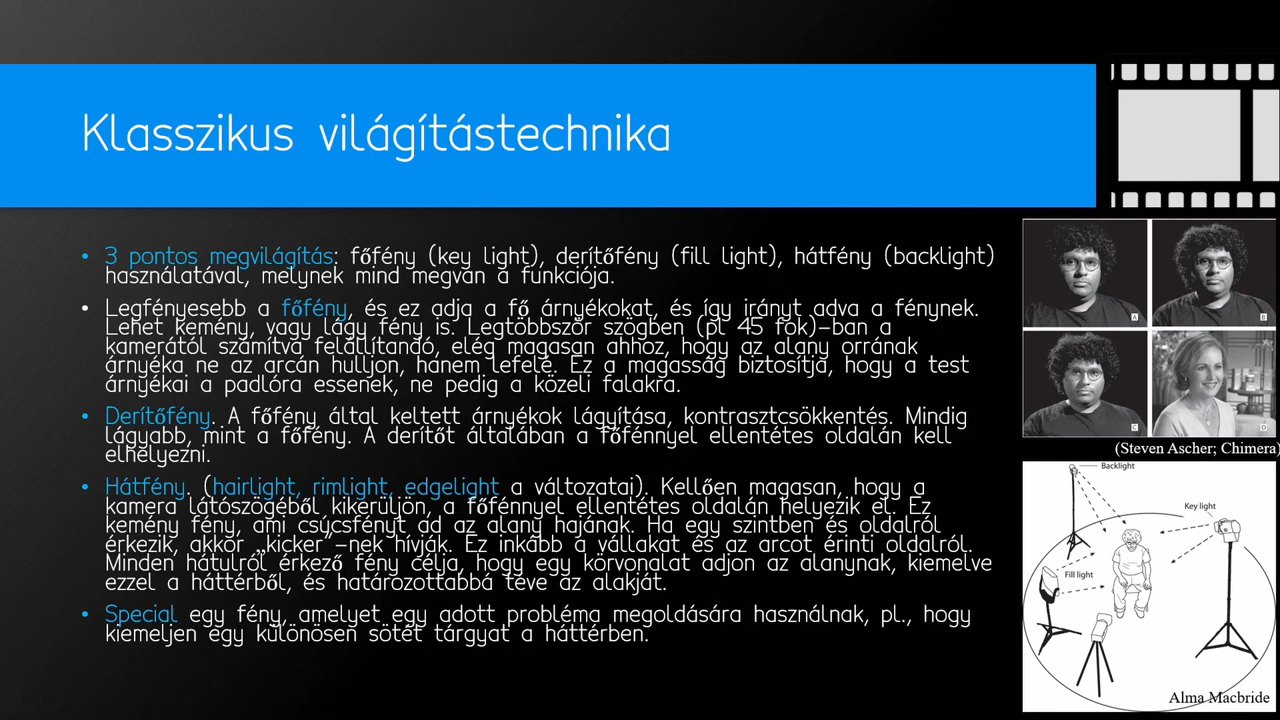 Klasszikus világítástechnika
• 3 pontos megvilágítás: főfény (key light), derítőfény (fill light), hátfény (backlight)
használatával, melynek mind megvan a funkciója.
• Legfényesebb a főfény, és ez adja a fő árnyékokat, és így irányt adva a fénynek.
Lehet kemény, vagy lágy fény is. Legtöbbször szögben (pl 45 fok)-ban a
kamerától számítva felállítandó, elég magasan ahhoz, hogy az alany orrának
árnyéka ne az arcán hulljon, hanem lefelé. Ez a magasság biztosítja, hogy a test
árnyékai a padlóra essenek, ne pedig a közeli falakra.
• Derítőfény. A főfény által keltett árnyékok lágyítása, kontrasztcsökkentés. Mindig
lágyabb, mint a főfény. A derítőt általában a főfénnyel ellentétes oldalán kell
elhelyezni.
• Hátfény. (hairlight, rimlight, edgelight a változatai). Kellően magasan, hogy a
kamera látószögéből kikerüljön, a főfénnyel ellentétes oldalán helyezik el. Ez
kemény fény, ami csúcsfényt ad az alany hajának. Ha egy szintben és oldalról
érkezik, akkor „kicker”-nek hívják. Ez inkább a vállakat és az arcot érinti oldalról.
Minden hátulról érkező fény célja, hogy egy körvonalat adjon az alanynak, kiemelve
ezzel a háttérből, és határozottabbá téve az alakját.
• Special egy fény, amelyet egy adott probléma megoldására használnak, pl., hogy
kiemeljen egy különösen sötét tárgyat a háttérben.
A
B
C
D
(Steven Ascher; Chimera)
Backlight
Key light
Fill light
Alma Macbride